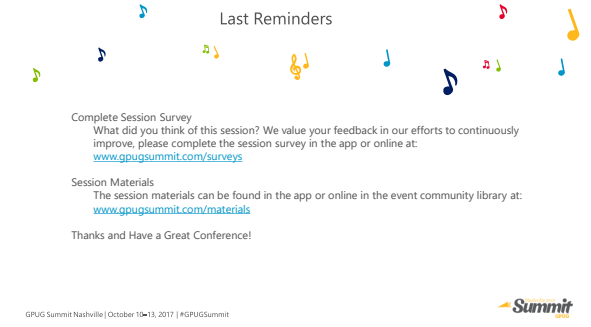 Last Reminders
Complete Session Survey
What did you think of this session? We value your feedback in our efforts to continuously
improve, please complete the session survey in the app or online at:
www.gpugsummit.com/surveys
Session Materials
The session materials can be found in the app or online in the event community library at:
www.gpugsummit.com/materials
Thanks and Have a Great Conference!
Summit
GPUG
GPUG Summit Nashville | October 10–13, 2017 | #GPUGSummit